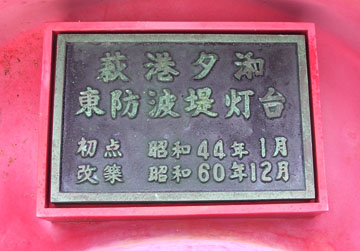 萩港夕泊
東防波堤灯台
初点 昭和44年1月
改築 昭和60年12月